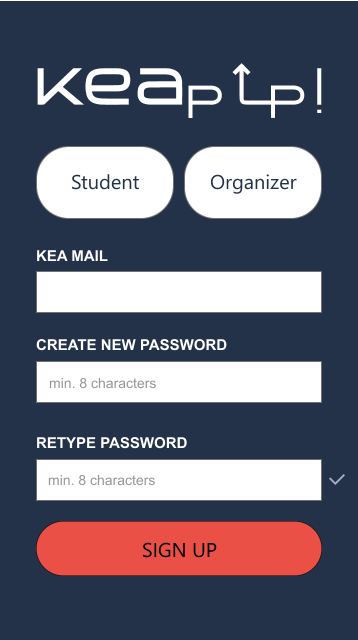 keap up!
Student Organizer
KEA MAIL
CREATE NEW PASSWORD
min. 8 characters
RETYPE PASSWORD
min. 8 characters
SIGN UP